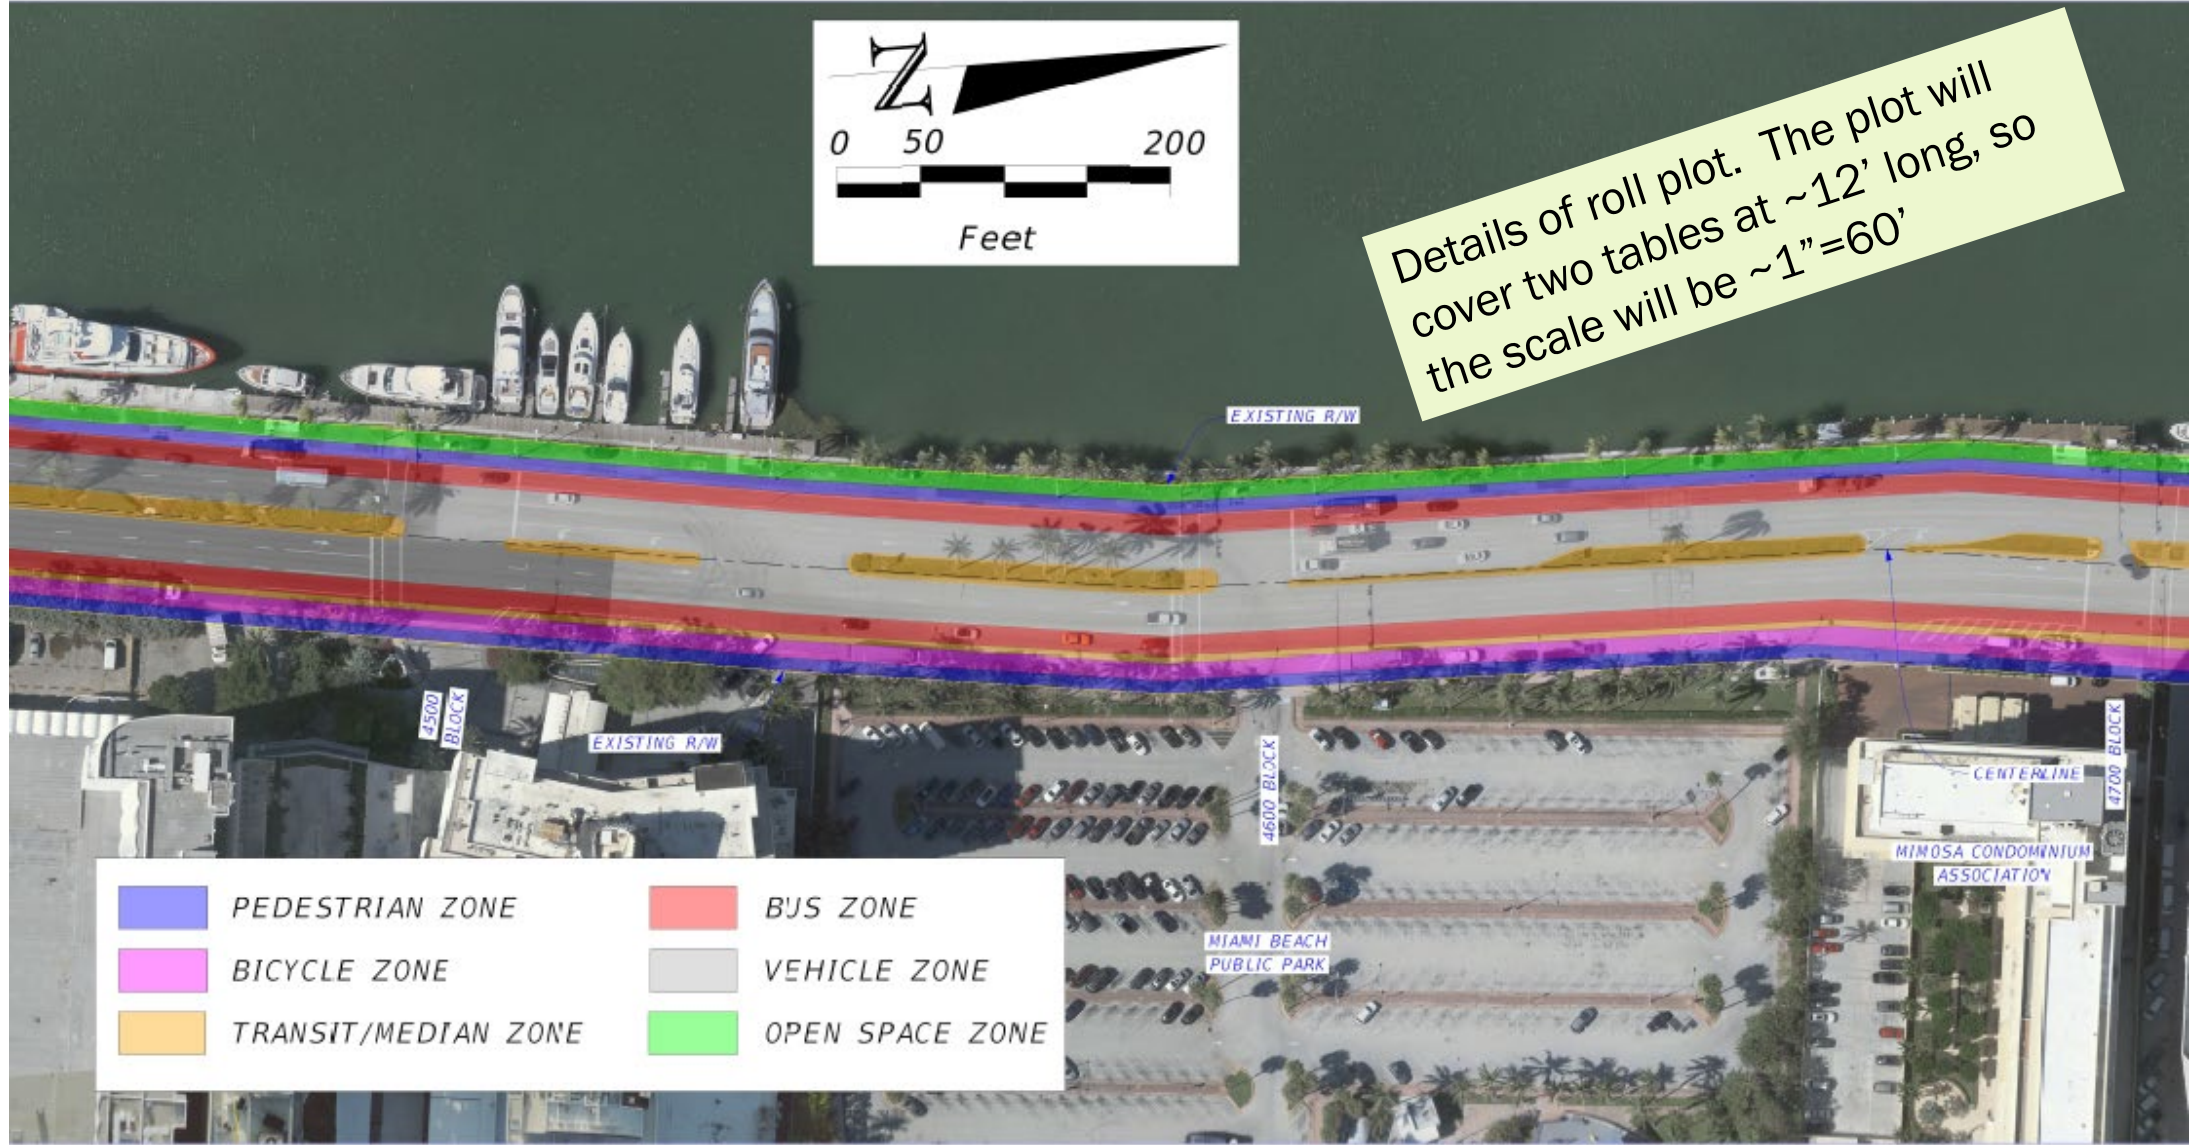 Z
0 50 200
Feet
Details of roll plot. The plot will
cover two tables at ~12’ long, so
the scale will be ~1”=60’
EXISTING R/W
4500
BLOCK
EXISTING R/W
4600 BLOCK
CENTERLINE
4700 BLOCK
MIMOSA CONDOMINIUM
ASSOCIATION
MIAMI BEACH
PUBLIC PARK
PEDESTRIAN ZONE
BICYCLE ZONE
TRANSIT/MEDIAN ZONE
BUS ZONE
VEHICLE ZONE
OPEN SPACE ZONE